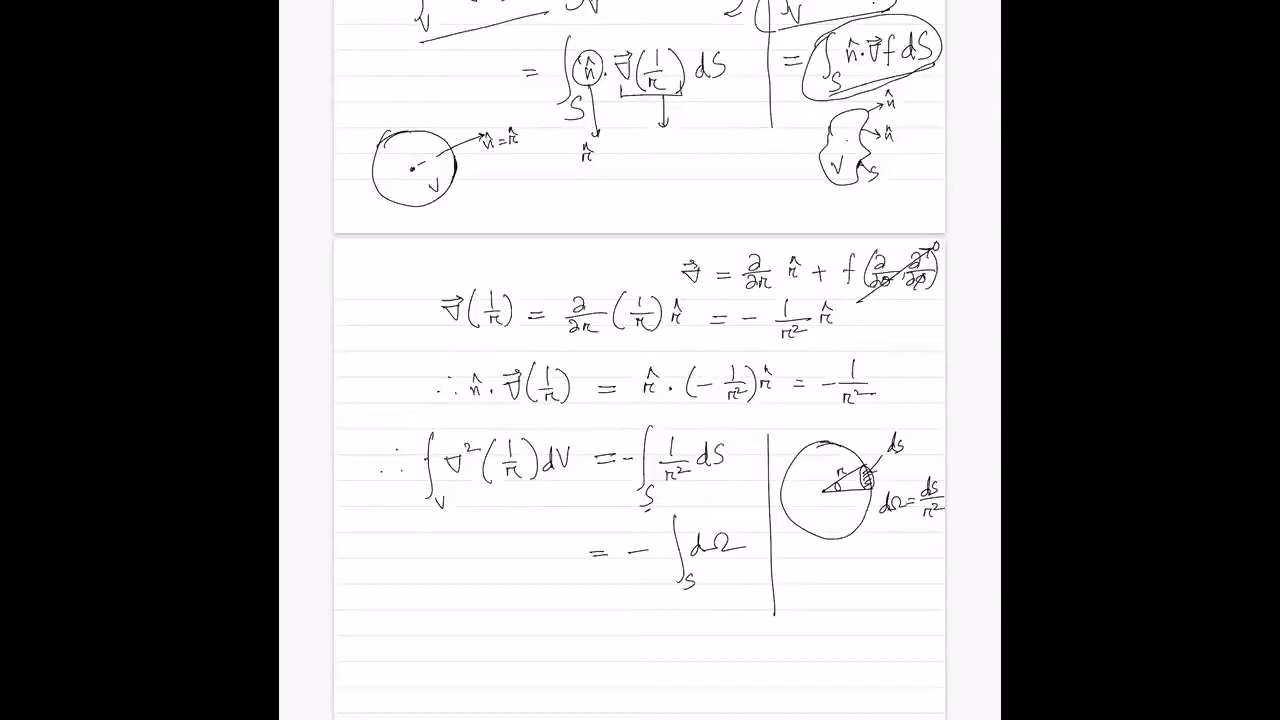 = ∫_S n̂ · ∇⃗(1/r) dS
= ∫_S n̂·∇⃗f dS
r̂
n̂ = r̂
V
n̂
n̂
V
S
∇⃗ = ∂/∂r r̂ + f(∂/∂θ, ∂/∂φ) 0
∇⃗(1/r) = ∂/∂r (1/r) r̂ = - 1/r² r̂
∴ n̂ · ∇⃗(1/r) = r̂ · (- 1/r²) r̂ = - 1/r²
∴ ∫_V ∇² (1/r) dV = - ∫_S 1/r² dS
r
dS
dΩ = dS/r²
= - ∫_S dΩ